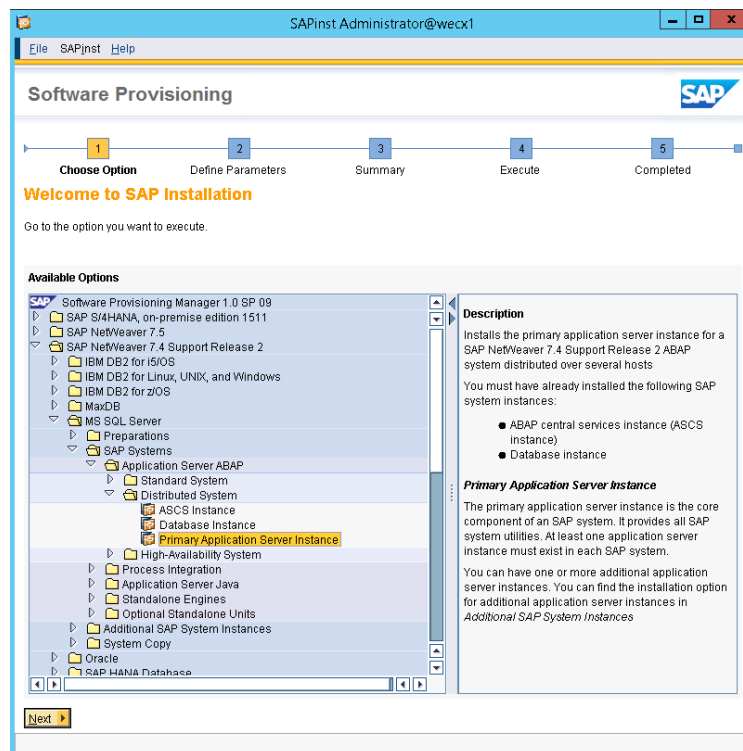 SAPinst Administrator@wecx1
File SAPinst Help
Software Provisioning
SAP
1 2 3 4 5
Choose Option Define Parameters Summary Execute Completed
Welcome to SAP Installation
Go to the option you want to execute.
Available Options
SAP Software Provisioning Manager 1.0 SP 09
SAP S/4HANA, on-premise edition 1511
SAP NetWeaver 7.5
SAP NetWeaver 7.4 Support Release 2
IBM DB2 for i5/OS
IBM DB2 for Linux, UNIX, and Windows
IBM DB2 for z/OS
MaxDB
MS SQL Server
Preparations
SAP Systems
Application Server ABAP
Standard System
Distributed System
ASCS Instance
Database Instance
Primary Application Server Instance
High-Availability System
Process Integration
Application Server Java
Standalone Engines
Optional Standalone Units
Additional SAP System Instances
System Copy
Oracle
SAP HANA Database
Description
Installs the primary application server instance for a
SAP NetWeaver 7.4 Support Release 2 ABAP
system distributed over several hosts
You must have already installed the following SAP
system instances:
ABAP central services instance (ASCS
instance)
Database instance
Primary Application Server Instance
The primary application server instance is the core
component of an SAP system. It provides all SAP
system utilities. At least one application server
instance must exist in each SAP system.
You can have one or more additional application
server instances. You can find the installation option
for additional application server instances in
Additional SAP System Instances
Next